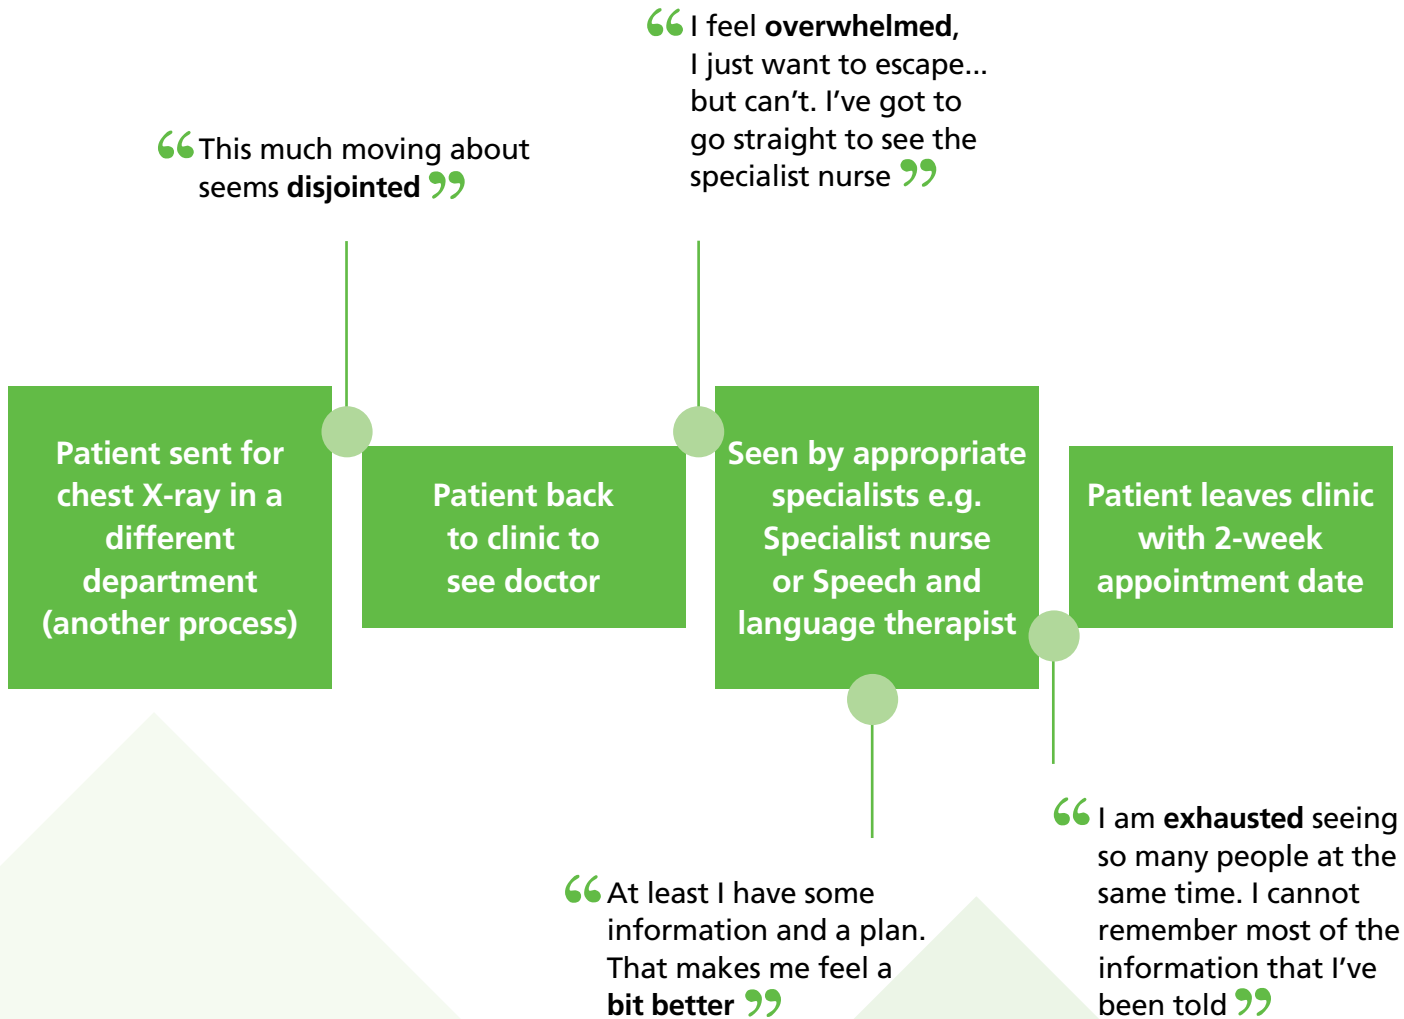 “ I feel overwhelmed,
I just want to escape...
but can’t. I’ve got to
go straight to see the
specialist nurse ”
“ This much moving about
seems disjointed ”
Patient sent for
chest X-ray in a
different
department
(another process)
Patient back
to clinic to
see doctor
Seen by appropriate
specialists e.g.
Specialist nurse
or Speech and
language therapist
Patient leaves clinic
with 2-week
appointment date
“ At least I have some
information and a plan.
That makes me feel a
bit better ”
“ I am exhausted seeing
so many people at the
same time. I cannot
remember most of the
information that I’ve
been told ”